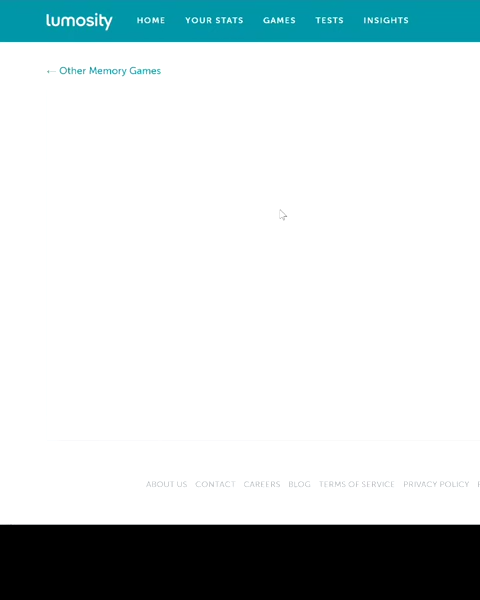 lumosity HOME YOUR STATS GAMES TESTS INSIGHTS
← Other Memory Games
ABOUT US CONTACT CAREERS BLOG TERMS OF SERVICE PRIVACY POLICY